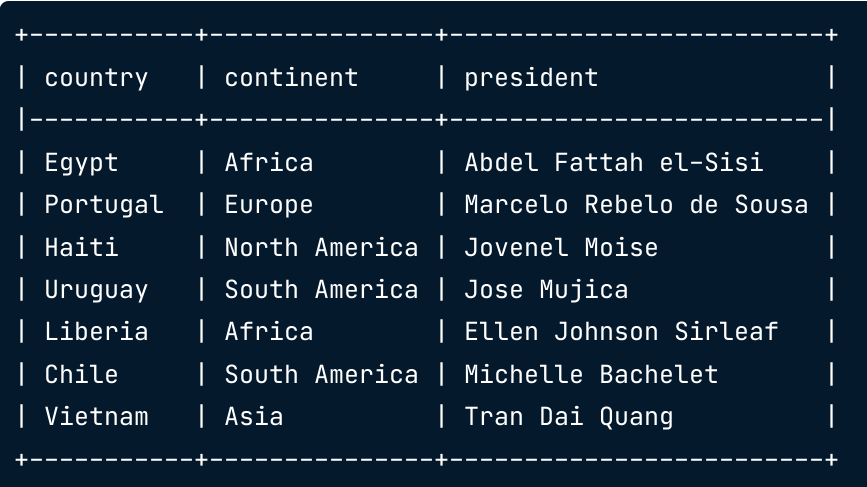 +-----------+---------------+-------------------------+
| country   | continent     | president               |
|-----------+---------------+-------------------------|
| Egypt     | Africa        | Abdel Fattah el-Sisi    |
| Portugal  | Europe        | Marcelo Rebelo de Sousa |
| Haiti     | North America | Jovenel Moise           |
| Uruguay   | South America | Jose Mujica             |
| Liberia   | Africa        | Ellen Johnson Sirleaf   |
| Chile     | South America | Michelle Bachelet       |
| Vietnam   | Asia          | Tran Dai Quang          |
+-----------+---------------+-------------------------+